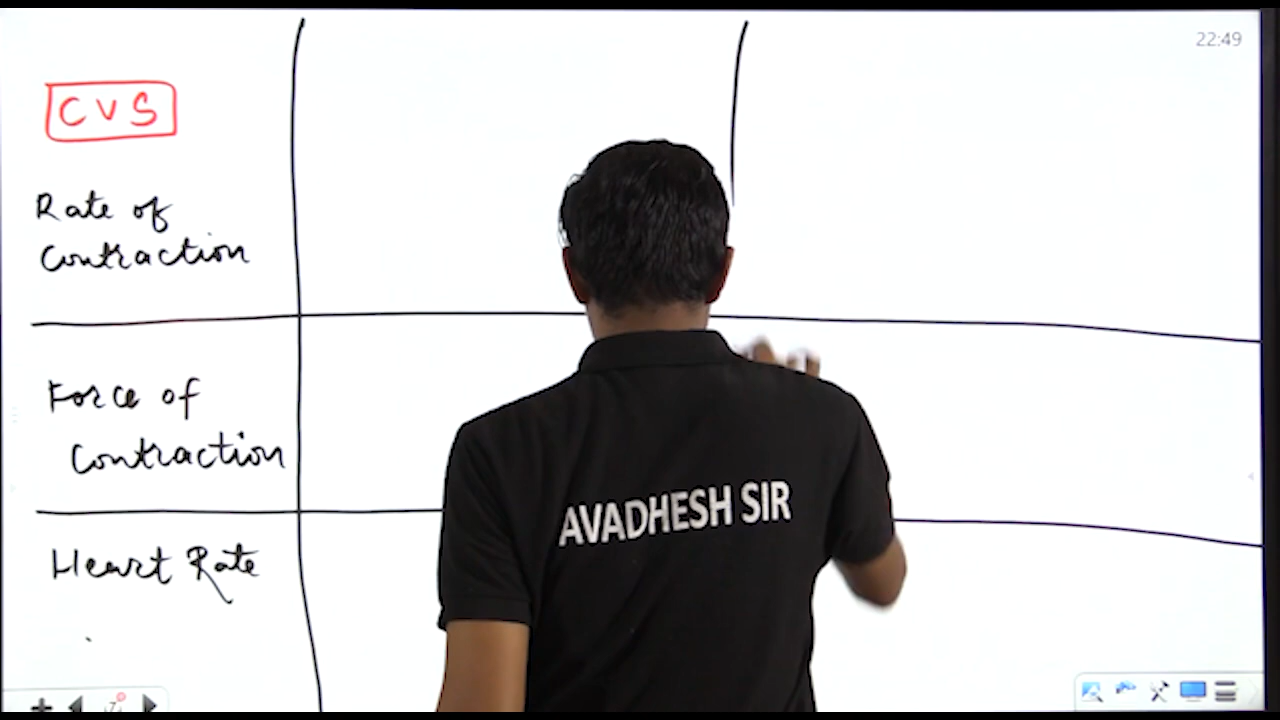 22:49
CVS
Rate of
Contraction
Force of
Contraction
Heart Rate
AVADHESH SIR